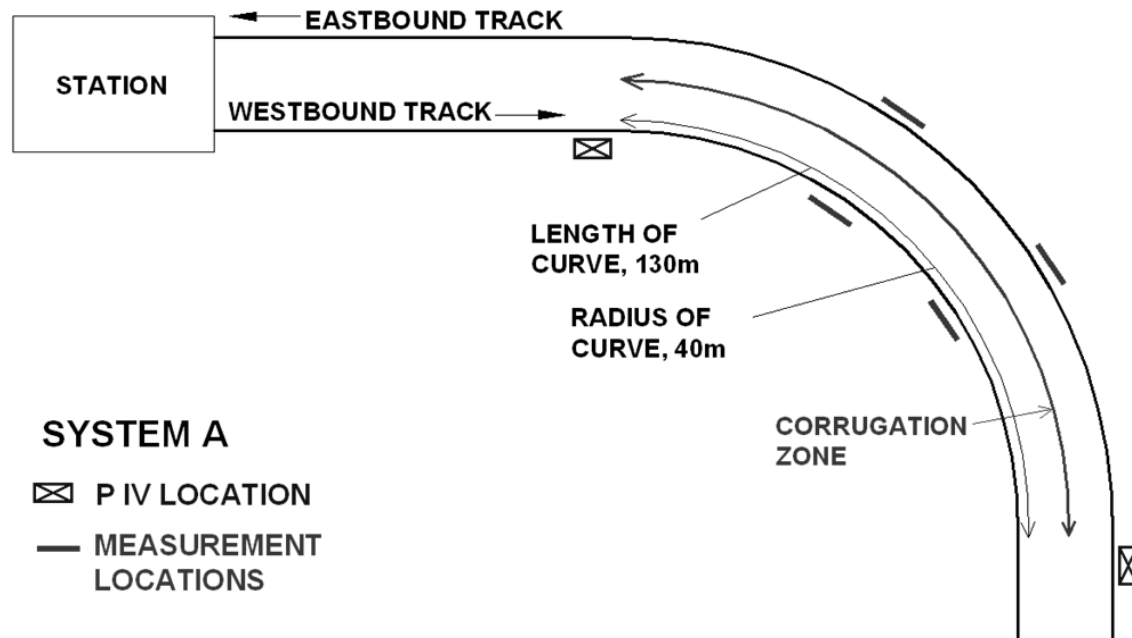 EASTBOUND TRACK
STATION
WESTBOUND TRACK
LENGTH OF
CURVE, 130m
RADIUS OF
CURVE, 40m
CORRUGATION
ZONE
SYSTEM A
P IV LOCATION
MEASUREMENT
LOCATIONS